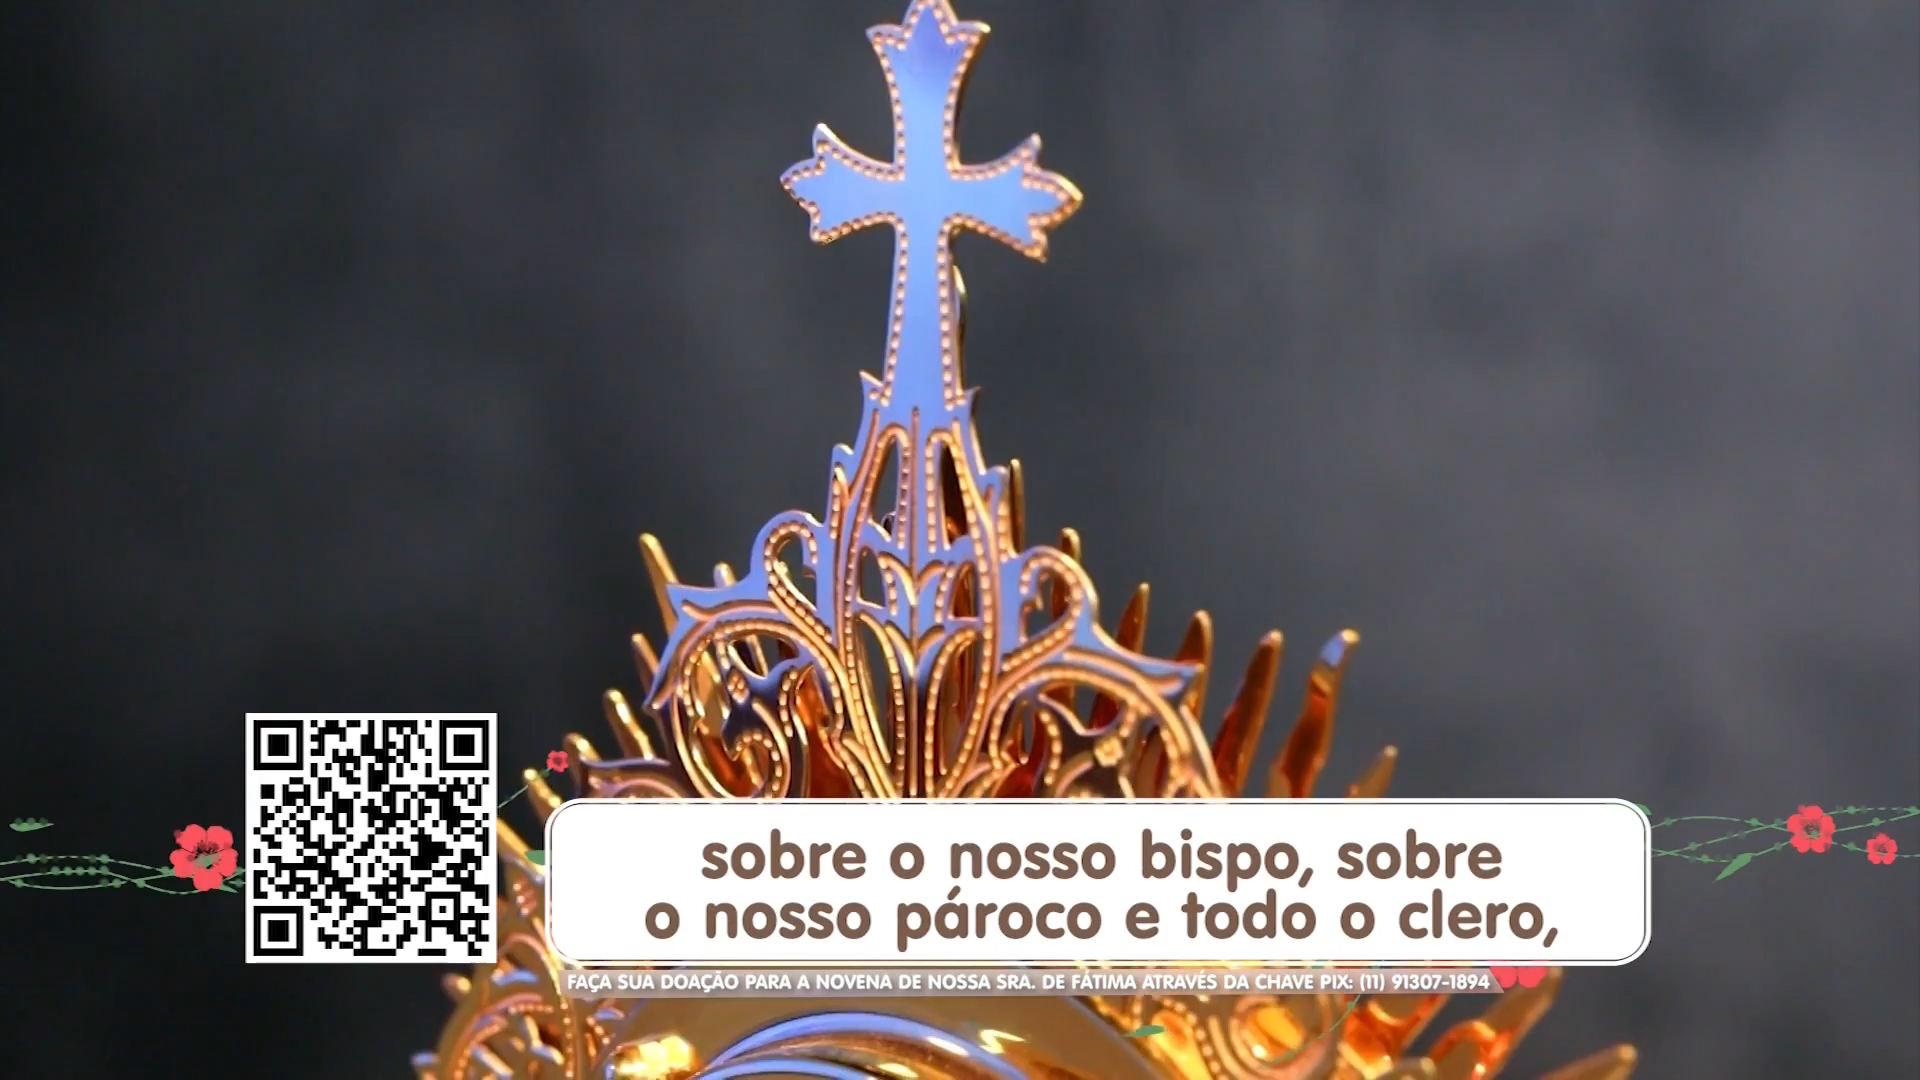 sobre o nosso bispo, sobre
o nosso pároco e todo o clero,
FAÇA SUA DOAÇÃO PARA A NOVENA DE NOSSA SRA. DE FÁTIMA ATRAVÉS DA CHAVE PIX: (11) 91307-1894